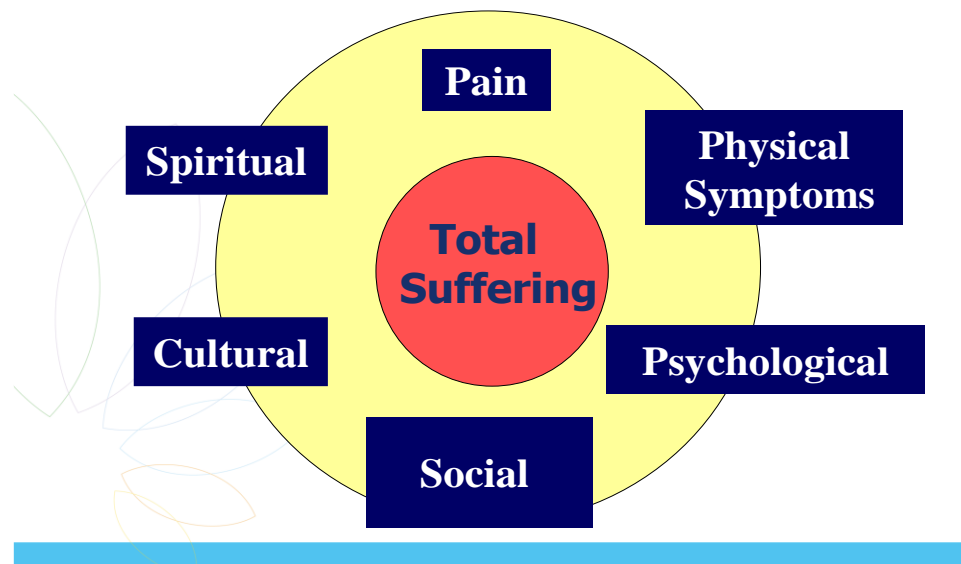 Pain
Physical
Symptoms
Spiritual
Total
Suffering
Cultural
Psychological
Social